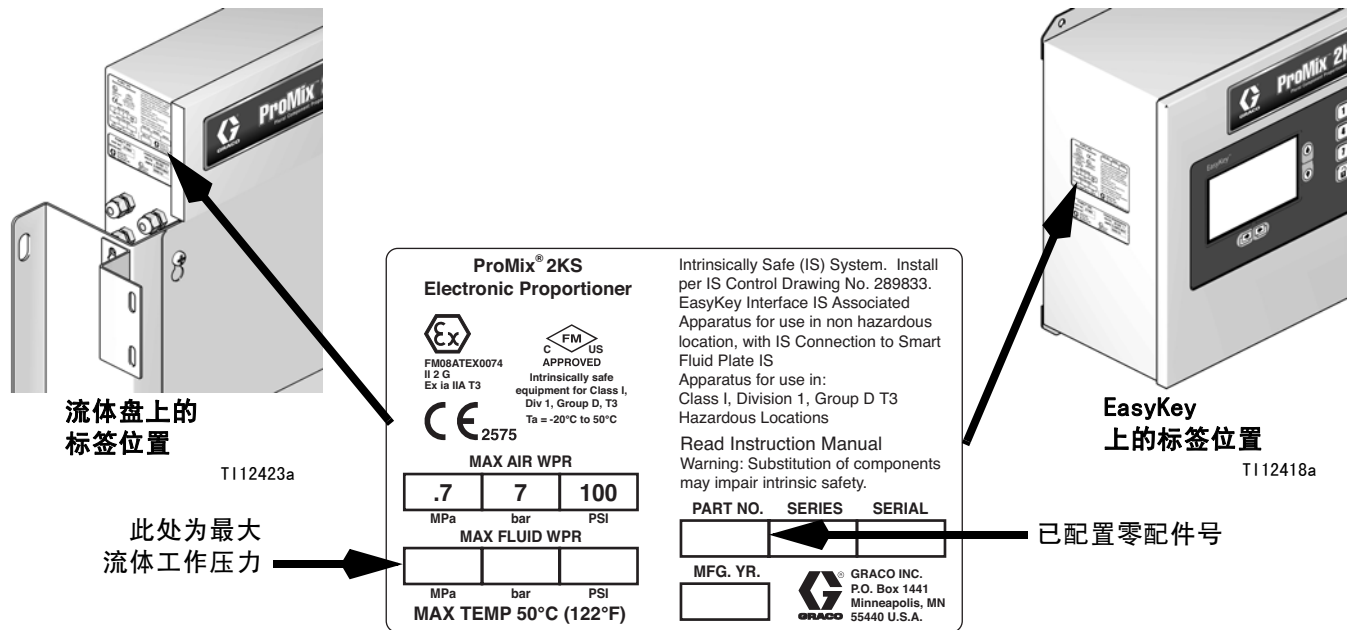 ProMix
GRACO
流体盘上的
标签位置
TI12423a
此处为最大
流体工作压力
ProMix® 2KS
Electronic Proportioner
Ex
FM08ATEX0074
II 2 G
Ex ia IIA T3
CE 2575
FM
C US
APPROVED
Intrinsically safe
equipment for Class I,
Div 1, Group D, T3
Ta = -20°C to 50°C
MAX AIR WPR
.7 7 100
MPa bar PSI
MAX FLUID WPR
MPa bar PSI
MAX TEMP 50°C (122°F)
Intrinsically Safe (IS) System. Install
per IS Control Drawing No. 289833.
EasyKey Interface IS Associated
Apparatus for use in non hazardous
location, with IS Connection to Smart
Fluid Plate IS
Apparatus for use in:
Class I, Division 1, Group D T3
Hazardous Locations
Read Instruction Manual
Warning: Substitution of components
may impair intrinsic safety.
PART NO. SERIES SERIAL
MFG. YR.
GRACO
®
GRACO INC.
P.O. Box 1441
Minneapolis, MN
55440 U.S.A.
ProMix 2K
GRACO
EasyKey
EasyKey
上的标签位置
TI12418a
已配置零配件号